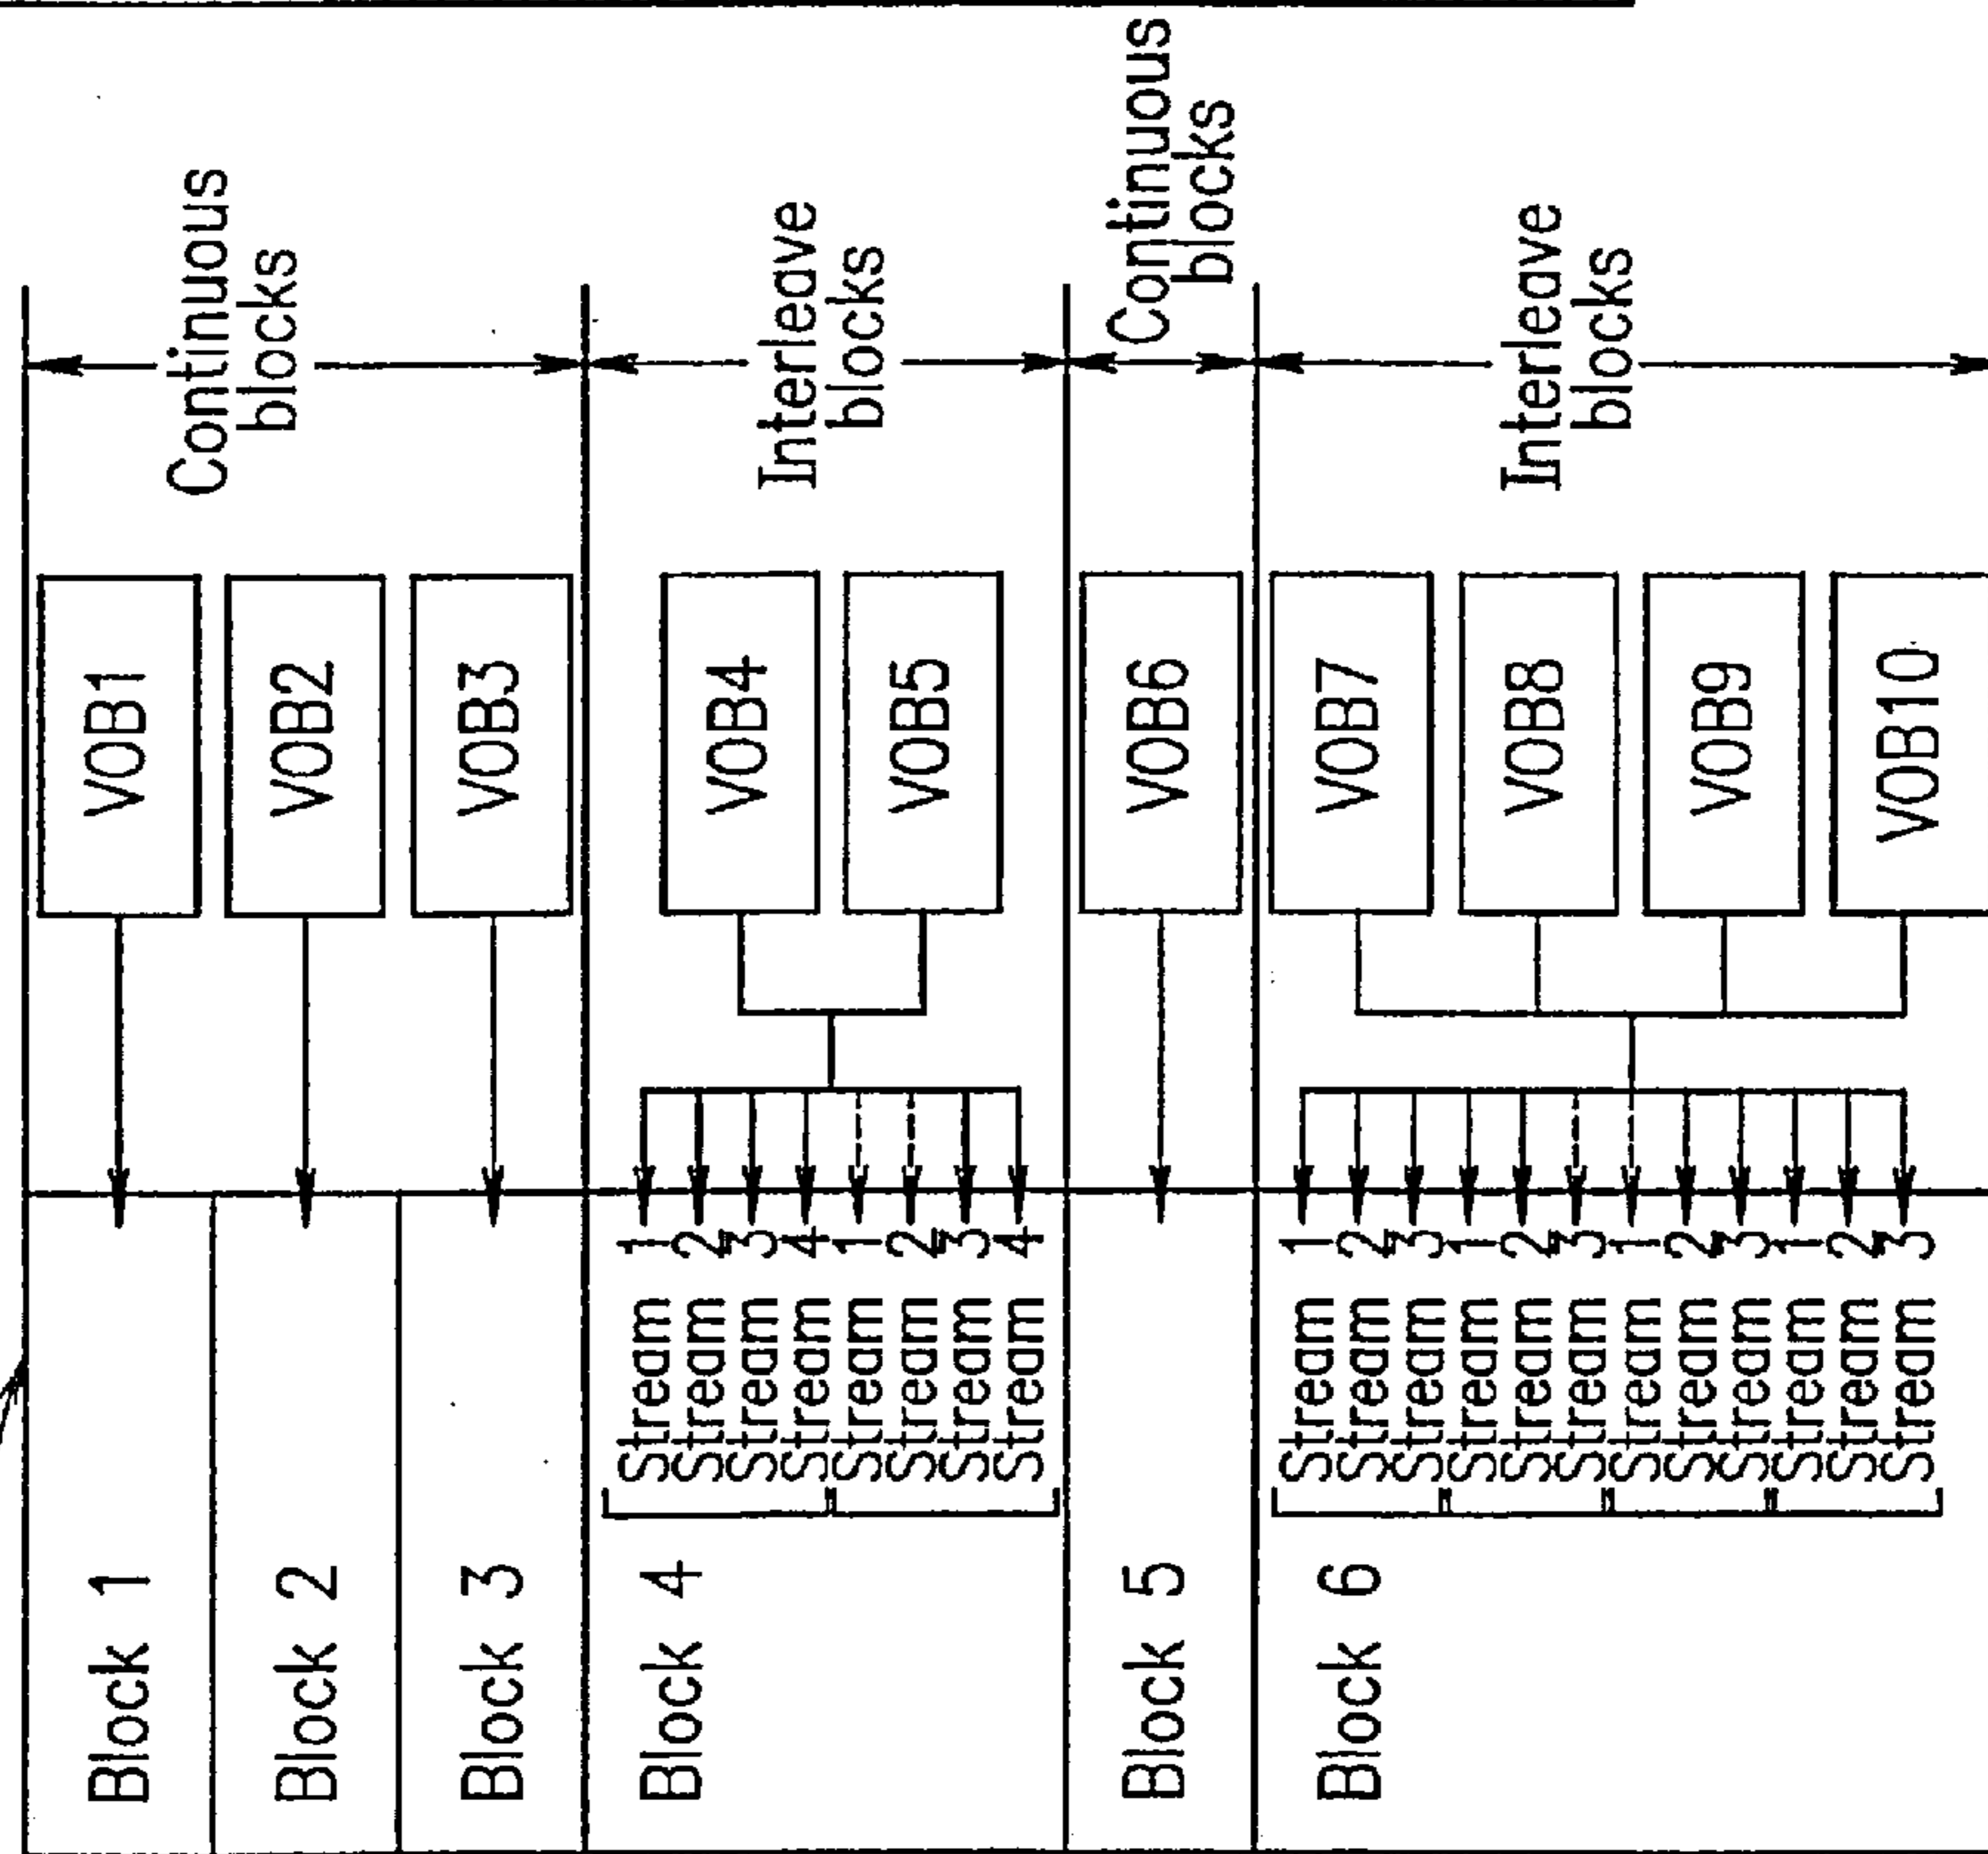 Block 1
VOB1
Block 2
VOB2
Block 3
VOB3
Continuous
blocks
Block 4
Stream 1
Stream 2
Stream 3
Stream 4
Stream 1
Stream 2
Stream 3
Stream 4
VOB4
VOB5
Interleave
blocks
Block 5
VOB6
Continuous
blocks
Block 6
Stream 1
Stream 2
Stream 3
Stream 1
Stream 2
Stream 3
Stream 1
Stream 2
Stream 3
Stream 1
Stream 2
Stream 3
VOB7
VOB8
VOB9
VOB10
Interleave
blocks